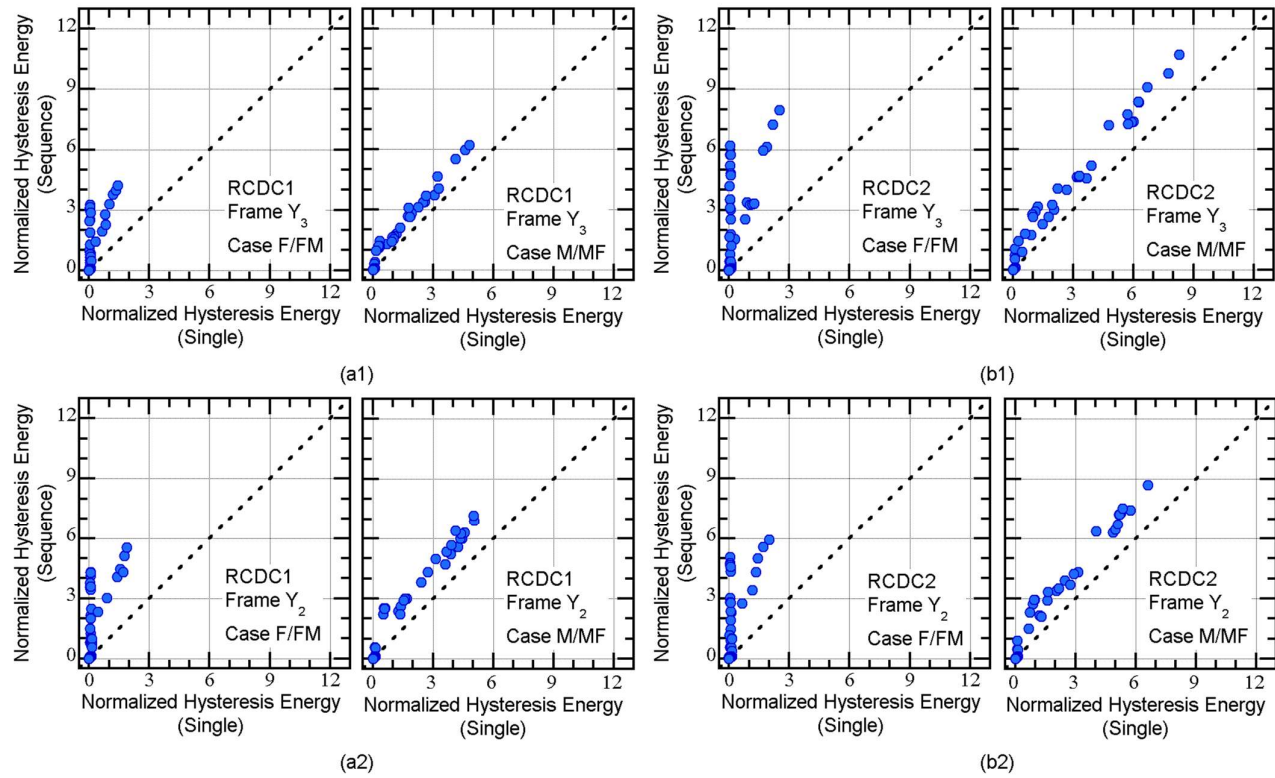 Normalized Hysteresis Energy
(Sequence)
12
9
6
3
0
RCDC1
Frame Y3
Case F/FM
0 3 6 9 12
Normalized Hysteresis Energy
(Single)
RCDC1
Frame Y3
Case M/MF
0 3 6 9 12
Normalized Hysteresis Energy
(Single)
(a1)
Normalized Hysteresis Energy
(Sequence)
12
9
6
3
0
RCDC2
Frame Y3
Case F/FM
0 3 6 9 12
Normalized Hysteresis Energy
(Single)
RCDC2
Frame Y3
Case M/MF
0 3 6 9 12
Normalized Hysteresis Energy
(Single)
(b1)
Normalized Hysteresis Energy
(Sequence)
12
9
6
3
0
RCDC1
Frame Y2
Case F/FM
0 3 6 9 12
Normalized Hysteresis Energy
(Single)
RCDC1
Frame Y2
Case M/MF
0 3 6 9 12
Normalized Hysteresis Energy
(Single)
(a2)
Normalized Hysteresis Energy
(Sequence)
12
9
6
3
0
RCDC2
Frame Y2
Case F/FM
0 3 6 9 12
Normalized Hysteresis Energy
(Single)
RCDC2
Frame Y2
Case M/MF
0 3 6 9 12
Normalized Hysteresis Energy
(Single)
(b2)